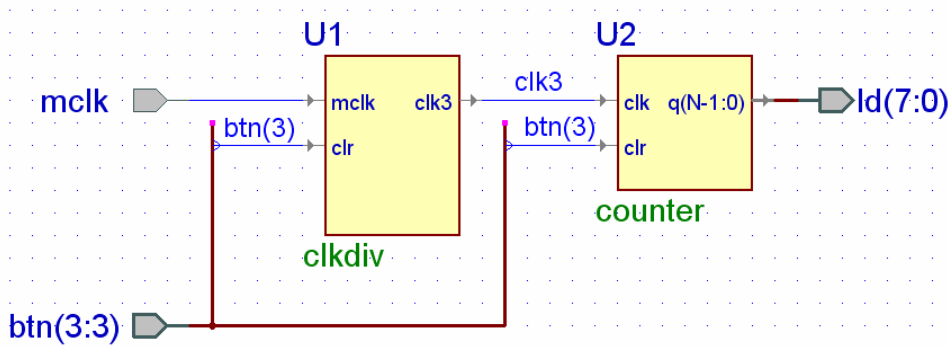 U1
U2
mclk
mclk
clk3
clk3
clk
q(N-1:0)
ld(7:0)
btn(3)
clr
btn(3)
clr
counter
clkdiv
btn(3:3)